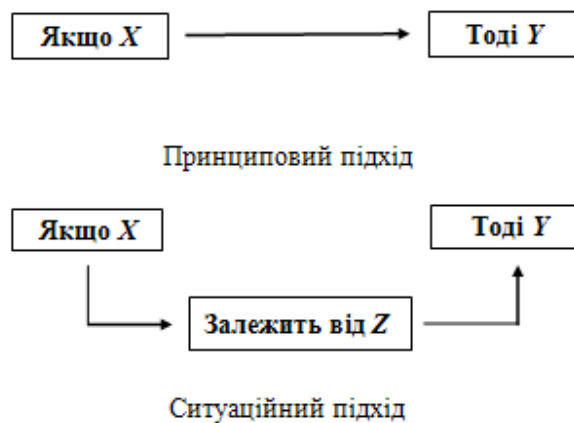 Якщо X
Тоді Y
Принциповий підхід
Якщо X
Тоді Y
Залежить від Z
Ситуаційний підхід